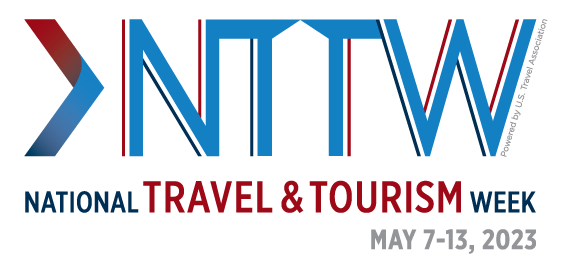 NTTW
Powered by U.S. Travel Association
NATIONAL TRAVEL & TOURISM WEEK
MAY 7-13, 2023